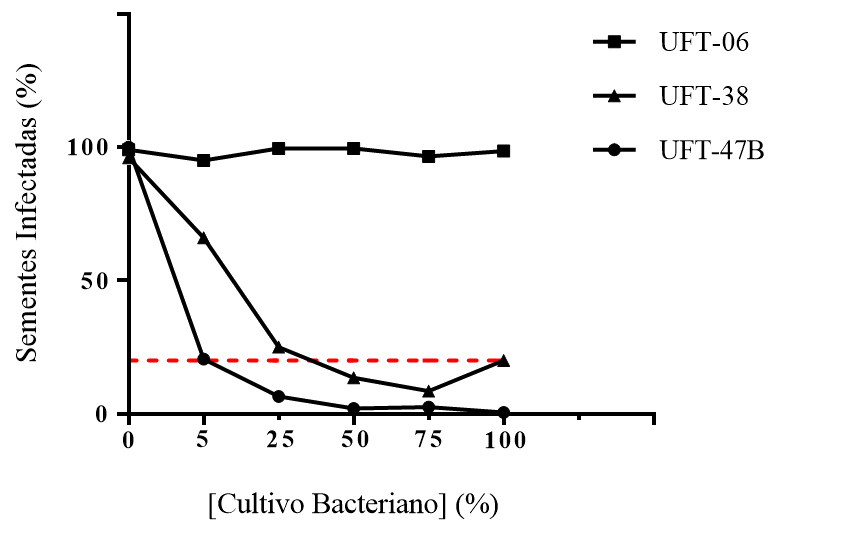 UFT-06
UFT-38
UFT-47B
Sementes Infectadas (%)
100
50
0
0 5 25 50 75 100
[Cultivo Bacteriano] (%)